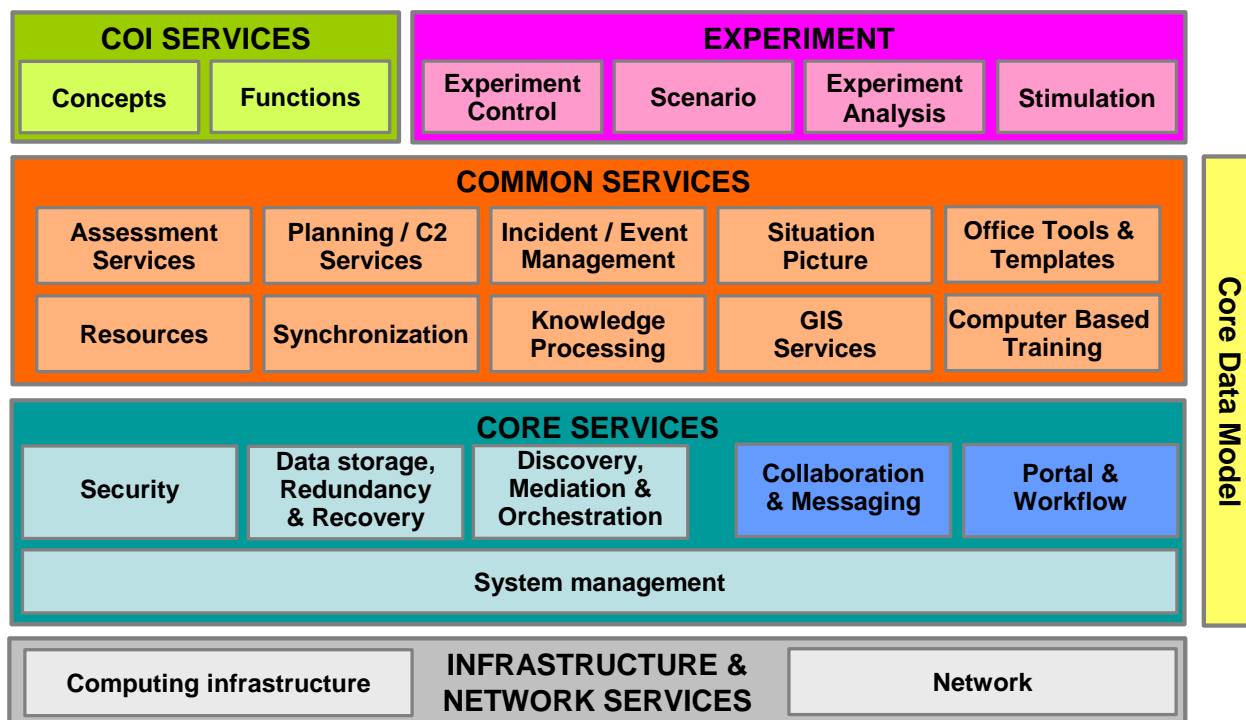 COI SERVICES
Concepts
Functions
EXPERIMENT
Experiment
Control
Scenario
Experiment
Analysis
Stimulation
COMMON SERVICES
Assessment
Services
Planning / C2
Services
Incident / Event
Management
Situation
Picture
Office Tools &
Templates
Resources
Synchronization
Knowledge
Processing
GIS
Services
Computer Based
Training
CORE SERVICES
Security
Data storage,
Redundancy
& Recovery
Discovery,
Mediation &
Orchestration
Collaboration
& Messaging
Portal &
Workflow
System management
Core Data Model
INFRASTRUCTURE &
NETWORK SERVICES
Computing infrastructure
Network